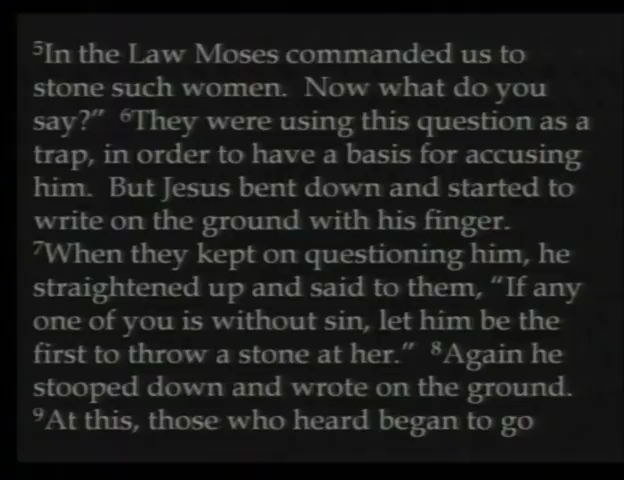 ⁵In the Law Moses commanded us to
stone such women. Now what do you
say?” ⁶They were using this question as a
trap, in order to have a basis for accusing
him. But Jesus bent down and started to
write on the ground with his finger.
⁷When they kept on questioning him, he
straightened up and said to them, “If any
one of you is without sin, let him be the
first to throw a stone at her.” ⁸Again he
stooped down and wrote on the ground.
⁹At this, those who heard began to go